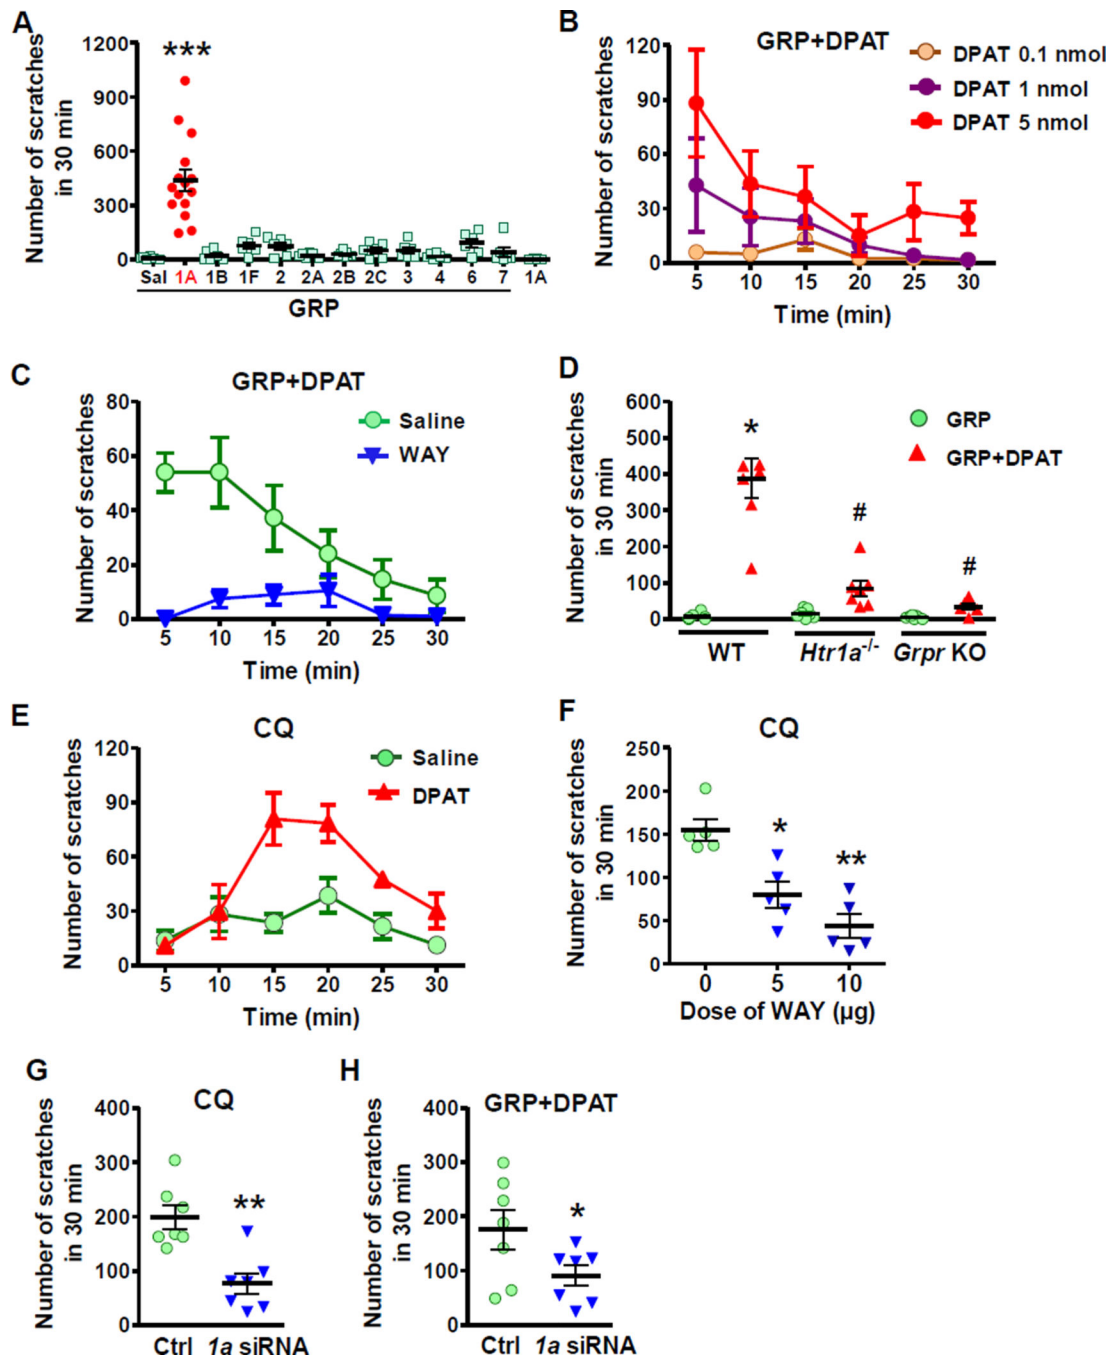 A
Number of scratches
in 30 min
1200
900
600
300
0
***
Sal 1A 1B 1F 2 2A 2B 2C 3 4 6 7 1A
GRP
B
GRP+DPAT
Number of scratches
120
90
60
30
0
DPAT 0.1 nmol
DPAT 1 nmol
DPAT 5 nmol
5 10 15 20 25 30
Time (min)
C
GRP+DPAT
Number of scratches
80
60
40
20
0
Saline
WAY
5 10 15 20 25 30
Time (min)
D
Number of scratches
in 30 min
600
500
400
300
200
100
0
GRP
GRP+DPAT
*
#
#
WT Htr1a-/- Grpr KO
E
CQ
Number of scratches
120
90
60
30
0
Saline
DPAT
5 10 15 20 25 30
Time (min)
F
CQ
Number of scratches
in 30 min
250
200
150
100
50
0
*
**
0 5 10
Dose of WAY (µg)
G
CQ
Number of scratches
in 30 min
400
300
200
100
0
**
Ctrl 1a siRNA
H
GRP+DPAT
Number of scratches
in 30 min
400
300
200
100
0
*
Ctrl 1a siRNA